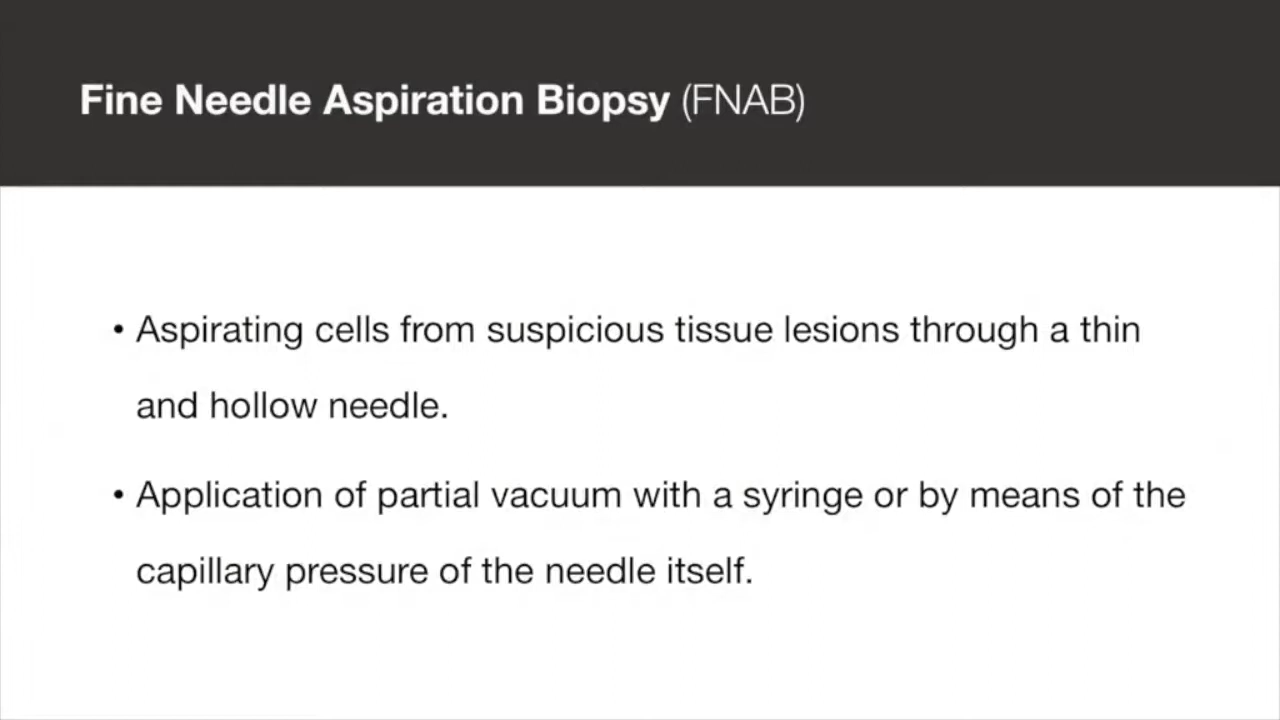 Fine Needle Aspiration Biopsy (FNAB)
• Aspirating cells from suspicious tissue lesions through a thin
and hollow needle.
• Application of partial vacuum with a syringe or by means of the
capillary pressure of the needle itself.